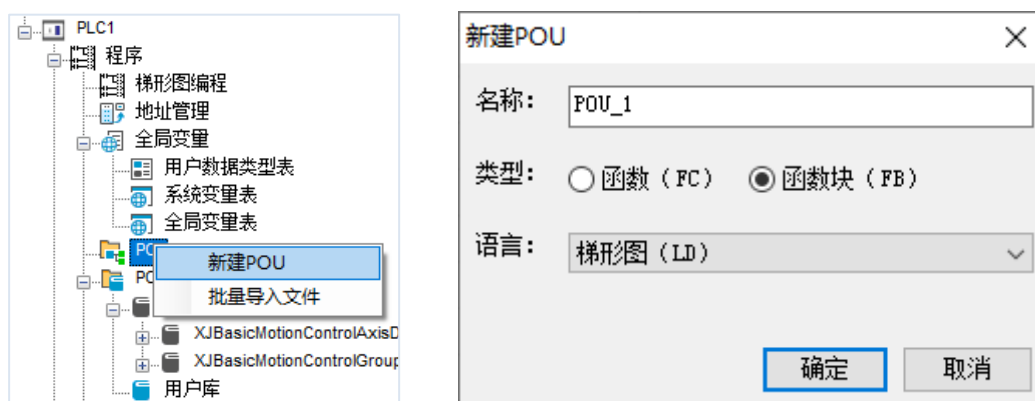 PLC1
程序
梯形图编程
地址管理
全局变量
用户数据类型表
系统变量表
全局变量表
PO
新建POU
PO
批量导入文件
XJBasicMotionControlAxisD
XJBasicMotionControlGroup
用户库
新建POU
名称：
POU_1
类型：
函数（FC）
函数块（FB）
语言：
梯形图（LD）
确定
取消